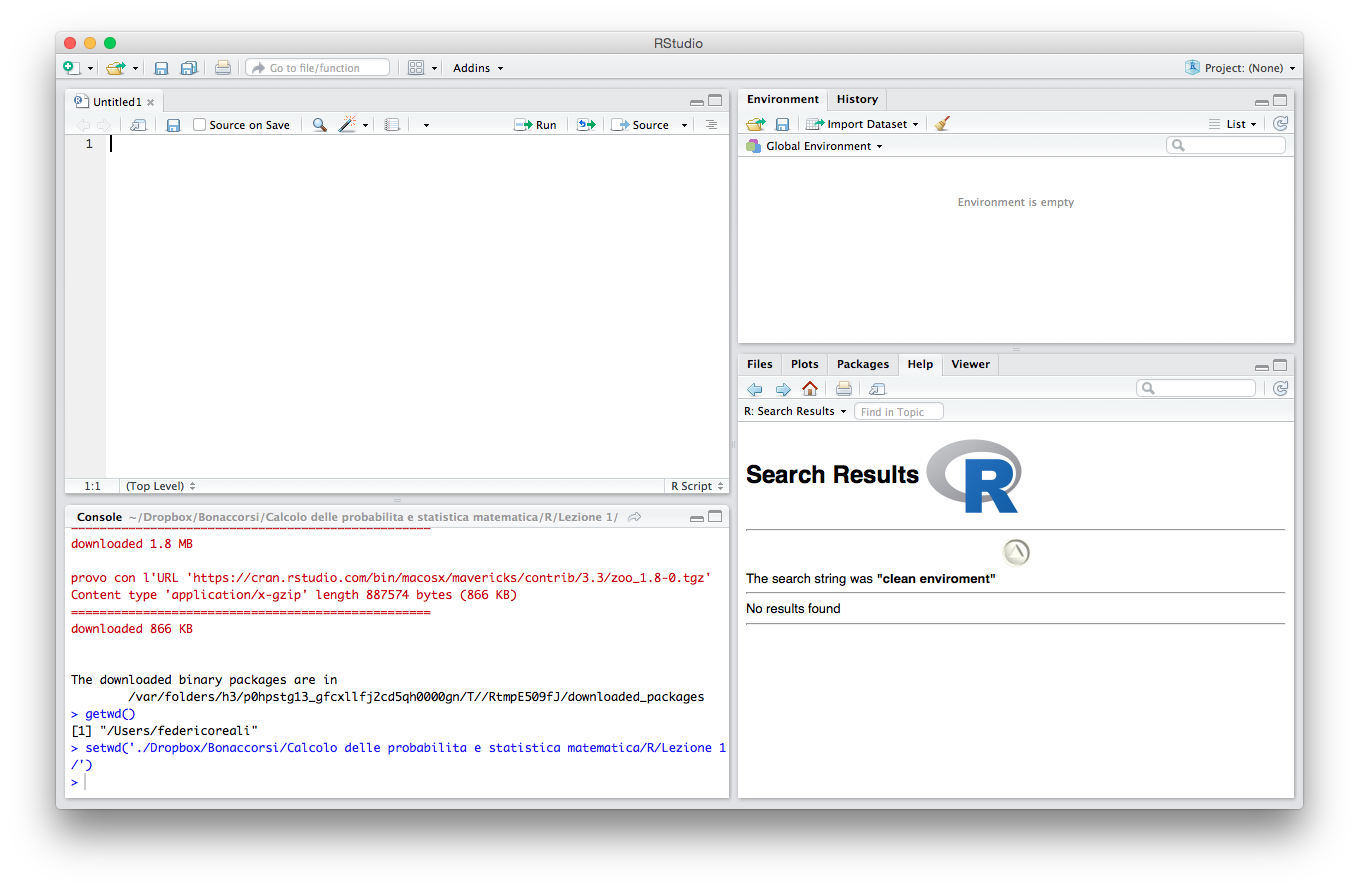 RStudio
Go to file/function
Addins
Project: (None)
Untitled1
Source on Save
Run
Source
1
1:1
(Top Level)
R Script
Console ~/Dropbox/Bonaccorsi/Calcolo delle probabilita e statistica matematica/R/Lezione 1/
==================================================
downloaded 1.8 MB
provo con l'URL 'https://cran.rstudio.com/bin/macosx/mavericks/contrib/3.3/zoo_1.8-0.tgz'
Content type 'application/x-gzip' length 887574 bytes (866 KB)
==================================================
downloaded 866 KB
The downloaded binary packages are in
/var/folders/h3/p0hpstg13_gfcxllfj2cd5qh0000gn/T//RtmpE509fJ/downloaded_packages
> getwd()
[1] "/Users/federicoreali"
> setwd('./Dropbox/Bonaccorsi/Calcolo delle probabilita e statistica matematica/R/Lezione 1
/')
>
Environment History
Import Dataset
List
Global Environment
Environment is empty
Files Plots Packages Help Viewer
R: Search Results
Find in Topic
Search Results R
The search string was "clean enviroment"
No results found